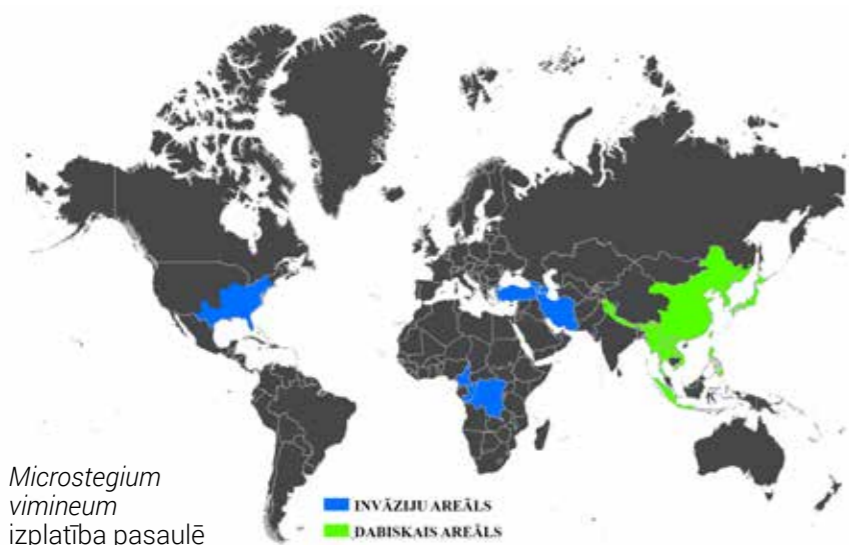 Microstegium
vimineum
izplatība pasaulē
INVĀZIJU AREĀLS
DABISKAIS AREĀLS